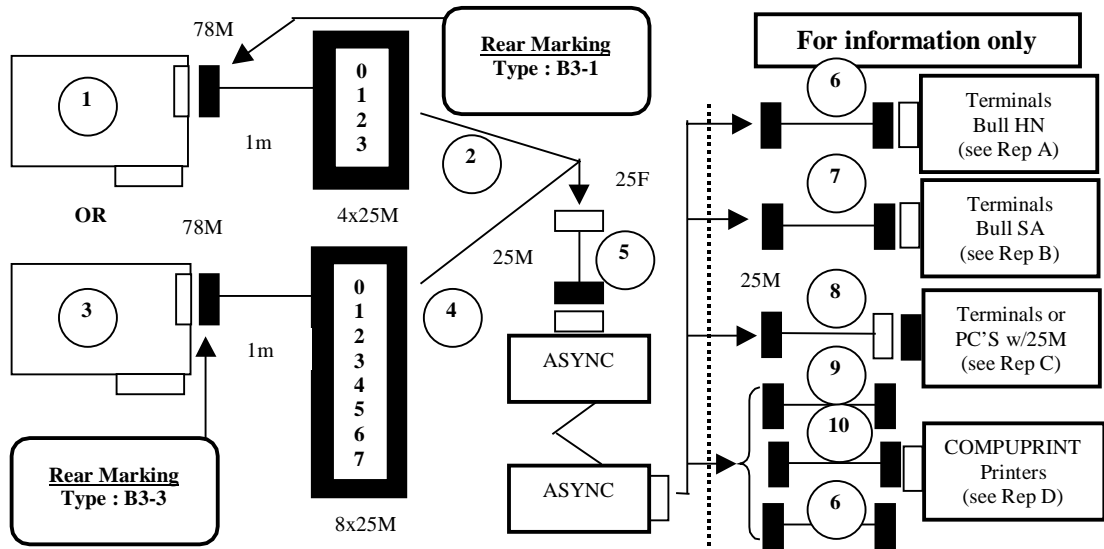 78M
Rear Marking
Type : B3-1
1
1m
0
1
2
3
4x25M
2
OR
78M
3
1m
0
1
2
3
4
5
6
7
8x25M
4
Rear Marking
Type : B3-3
25F
25M
5
ASYNC
ASYNC
For information only
6
Terminals
Bull HN
(see Rep A)
7
Terminals
Bull SA
(see Rep B)
25M
8
Terminals or
PC'S w/25M
(see Rep C)
9
10
COMPUPRINT
Printers
(see Rep D)
6